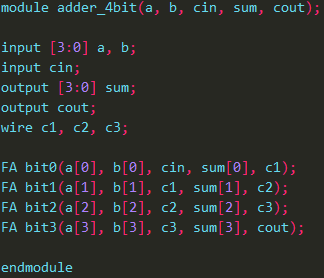 module adder_4bit(a, b, cin, sum, cout);
input [3:0] a, b;
input cin;
output [3:0] sum;
output cout;
wire c1, c2, c3;
FA bit0(a[0], b[0], cin, sum[0], c1);
FA bit1(a[1], b[1], c1, sum[1], c2);
FA bit2(a[2], b[2], c2, sum[2], c3);
FA bit3(a[3], b[3], c3, sum[3], cout);
endmodule